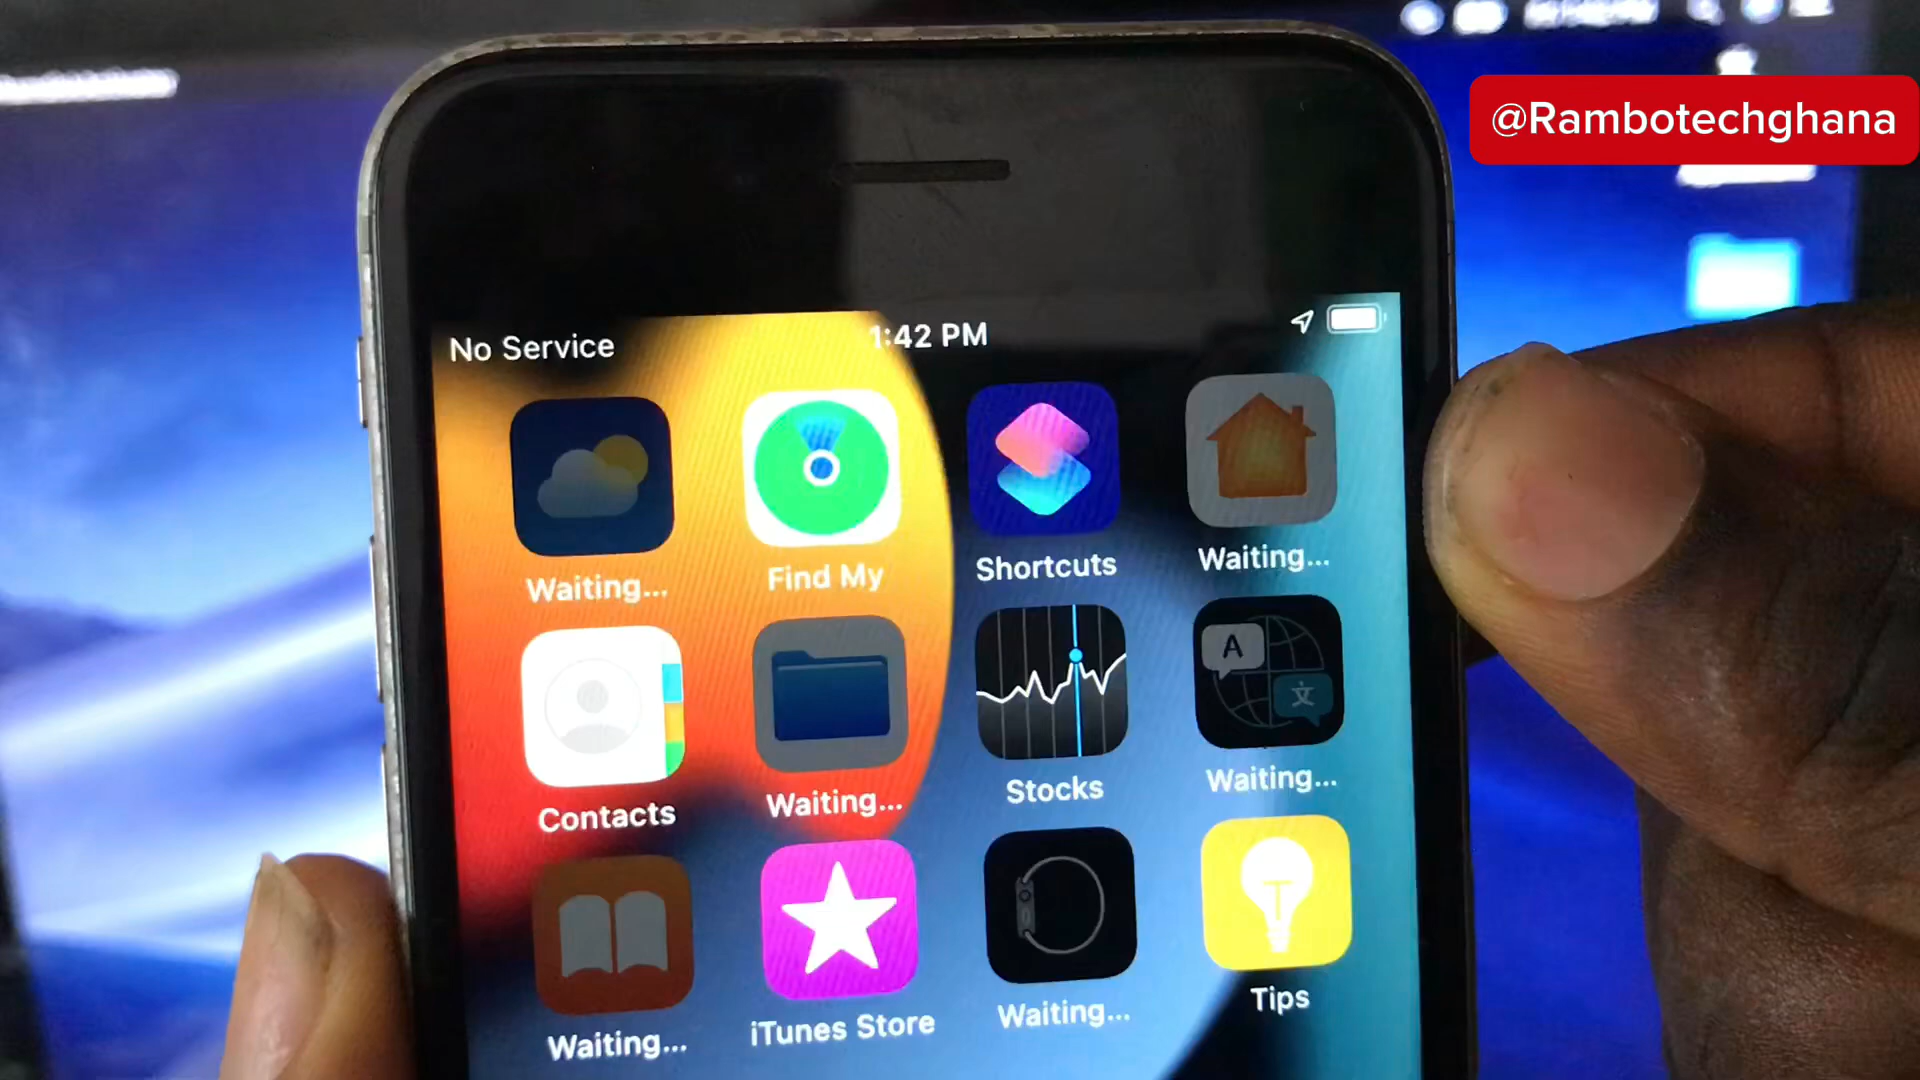 @Rambotechghana
No Service
1:42 PM
Waiting...
Find My
Shortcuts
Waiting...
Contacts
Waiting...
Stocks
Waiting...
A
文
Waiting...
iTunes Store
Waiting...
Tips